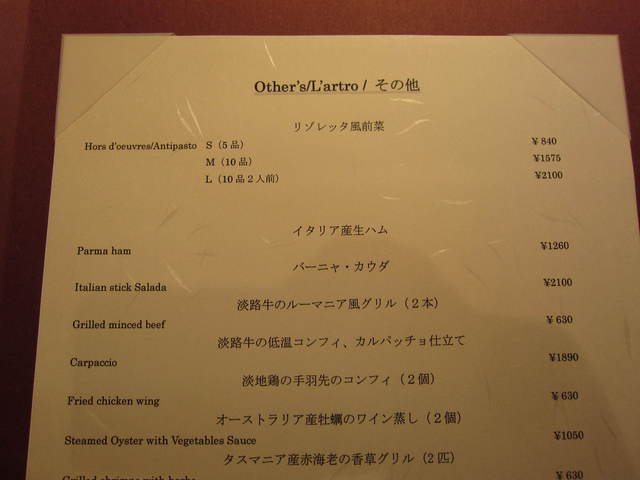 Other's/L'artro / その他
リゾレッタ風前菜
Hors d'oeuvres/Antipasto S（5品） ￥840
M（10品） ¥1575
L（10品2人前） ¥2100
イタリア産生ハム
Parma ham ¥1260
バーニャ・カウダ
Italian stick Salada ¥2100
淡路牛のルーマニア風グリル（2本）
Grilled minced beef ￥630
淡路牛の低温コンフィ、カルパッチョ仕立て
Carpaccio ¥1890
淡地鶏の手羽先のコンフィ（2個）
Fried chicken wing ￥630
オーストラリア産牡蠣のワイン蒸し（2個）
Steamed Oyster with Vegetables Sauce ¥1050
タスマニア産赤海老の香草グリル（2匹）
Grilled shrimps with herbs ￥630